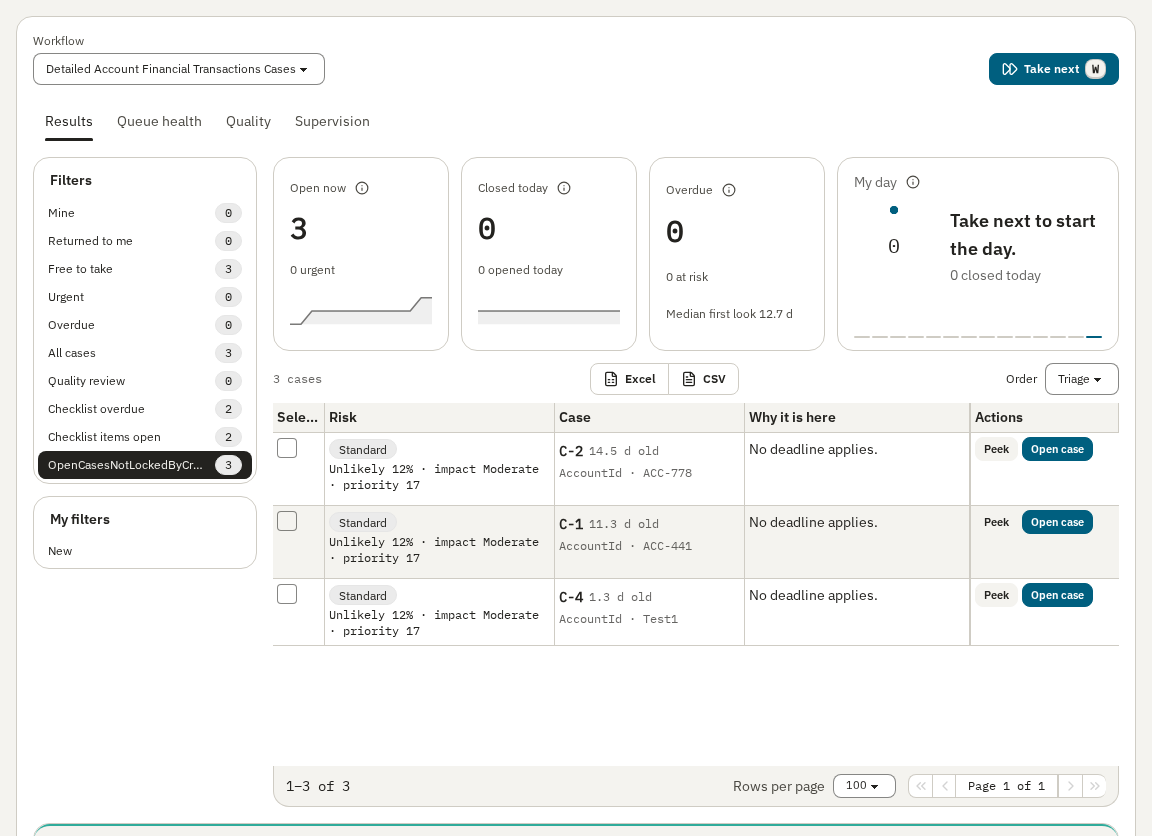 Workflow
Detailed Account Financial Transactions Cases
Take next W
Results Queue health Quality Supervision
Filters
Mine 0
Returned to me 0
Free to take 3
Urgent 0
Overdue 0
All cases 3
Quality review 0
Checklist overdue 2
Checklist items open 2
OpenCasesNotLockedByCr... 3
My filters
New
Open now
3
0 urgent
Closed today
0
0 opened today
Overdue
0
0 at risk
Median first look 12.7 d
My day
0
Take next to start
the day.
0 closed today
3 cases
Excel CSV
Order Triage
Sele... Risk Case Why it is here Actions
Standard
Unlikely 12% · impact Moderate
· priority 17
C-2 14.5 d old
AccountId · ACC-778
No deadline applies.
Peek Open case
Standard
Unlikely 12% · impact Moderate
· priority 17
C-1 11.3 d old
AccountId · ACC-441
No deadline applies.
Peek Open case
Standard
Unlikely 12% · impact Moderate
· priority 17
C-4 1.3 d old
AccountId · Test1
No deadline applies.
Peek Open case
1–3 of 3
Rows per page 100
Page 1 of 1